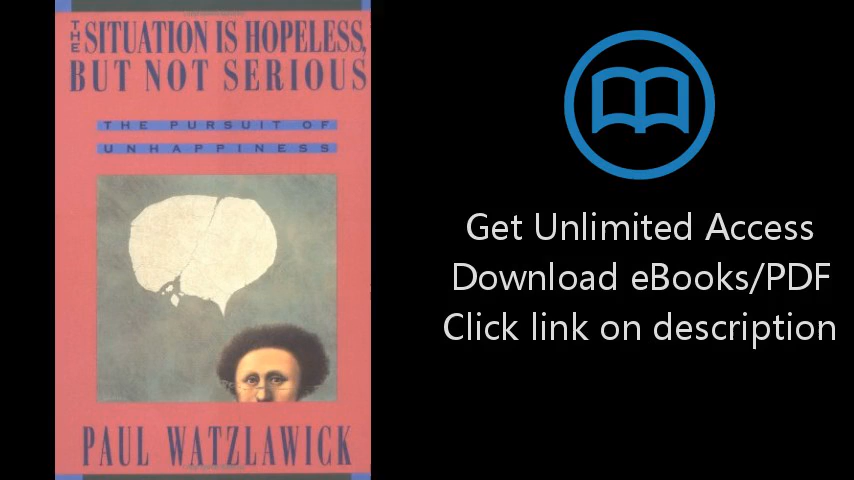 THE SITUATION IS HOPELESS,
BUT NOT SERIOUS
THE PURSUIT OF
UNHAPPINESS
PAUL WATZLAWICK
Get Unlimited Access
Download eBooks/PDF
Click link on description